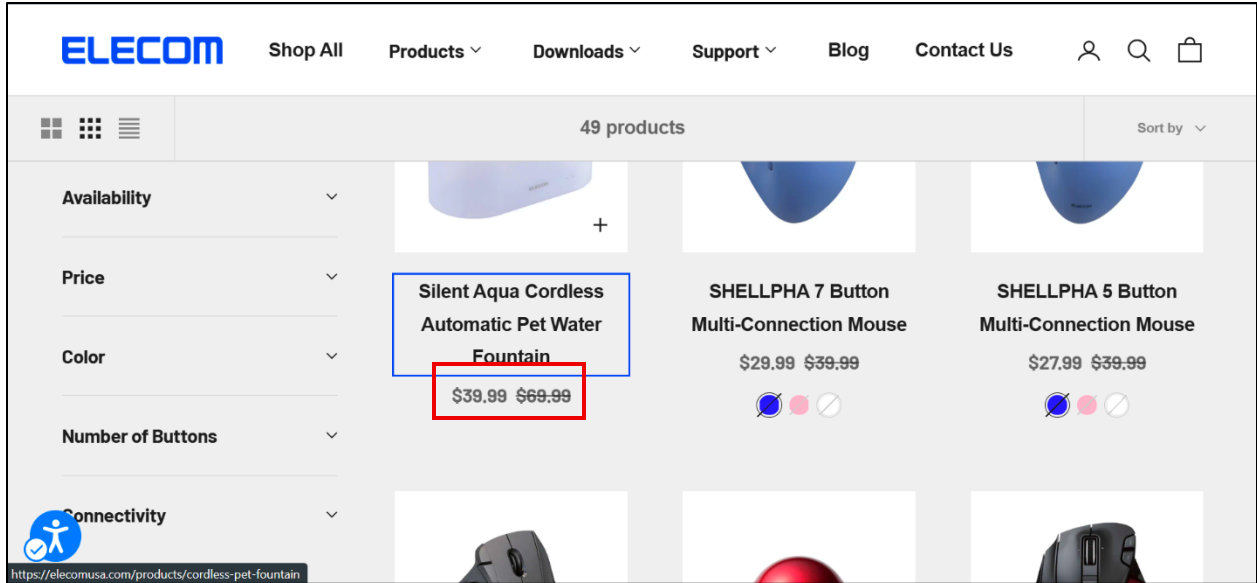 ELECOM Shop All Products Downloads Support Blog Contact Us
49 products
Sort by
Availability
Price
Color
Number of Buttons
Connectivity
ELECOM
Silent Aqua Cordless
Automatic Pet Water
Fountain
$39.99 $69.99
SHELLPHA 7 Button
Multi-Connection Mouse
$29.99 $39.99
SHELLPHA 5 Button
Multi-Connection Mouse
$27.99 $39.99
https://elecomusa.com/products/cordless-pet-fountain